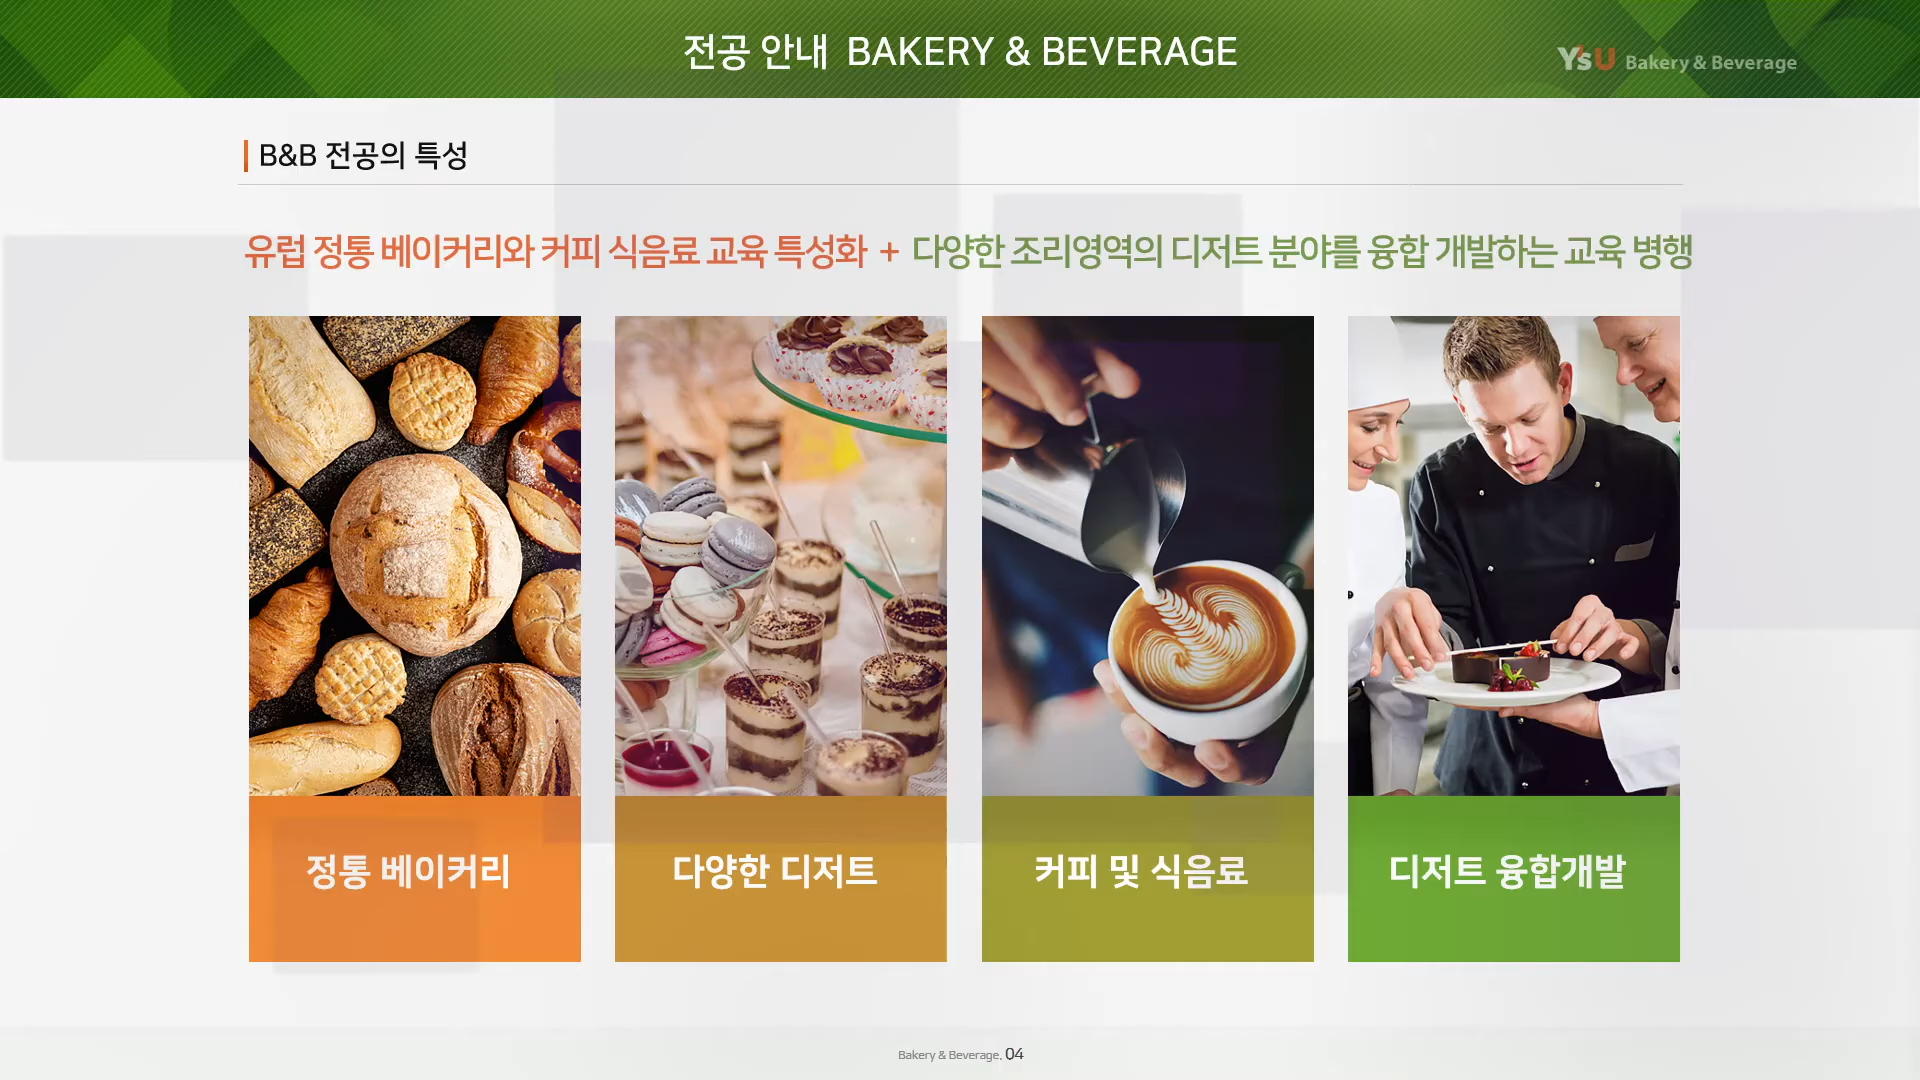 전공 안내 BAKERY & BEVERAGE
YsU Bakery & Beverage
B&B 전공의 특성
유럽 정통 베이커리와 커피 식음료 교육 특성화 + 다양한 조리영역의 디저트 분야를 융합 개발하는 교육 병행
정통 베이커리
다양한 디저트
커피 및 식음료
디저트 융합개발
Bakery & Beverage. 04